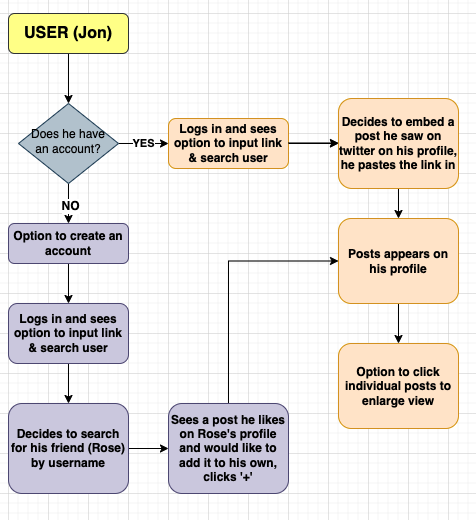 USER (Jon)
Does he have
an account?
YES
Logs in and sees
option to input link
& search user
Decides to embed a
post he saw on
twitter on his profile,
he pastes the link in
NO
Option to create an
account
Posts appears on
his profile
Logs in and sees
option to input link
& search user
Option to click
individual posts to
enlarge view
Decides to search
for his friend (Rose)
by username
Sees a post he likes
on Rose's profile
and would like to
add it to his own,
clicks '+'